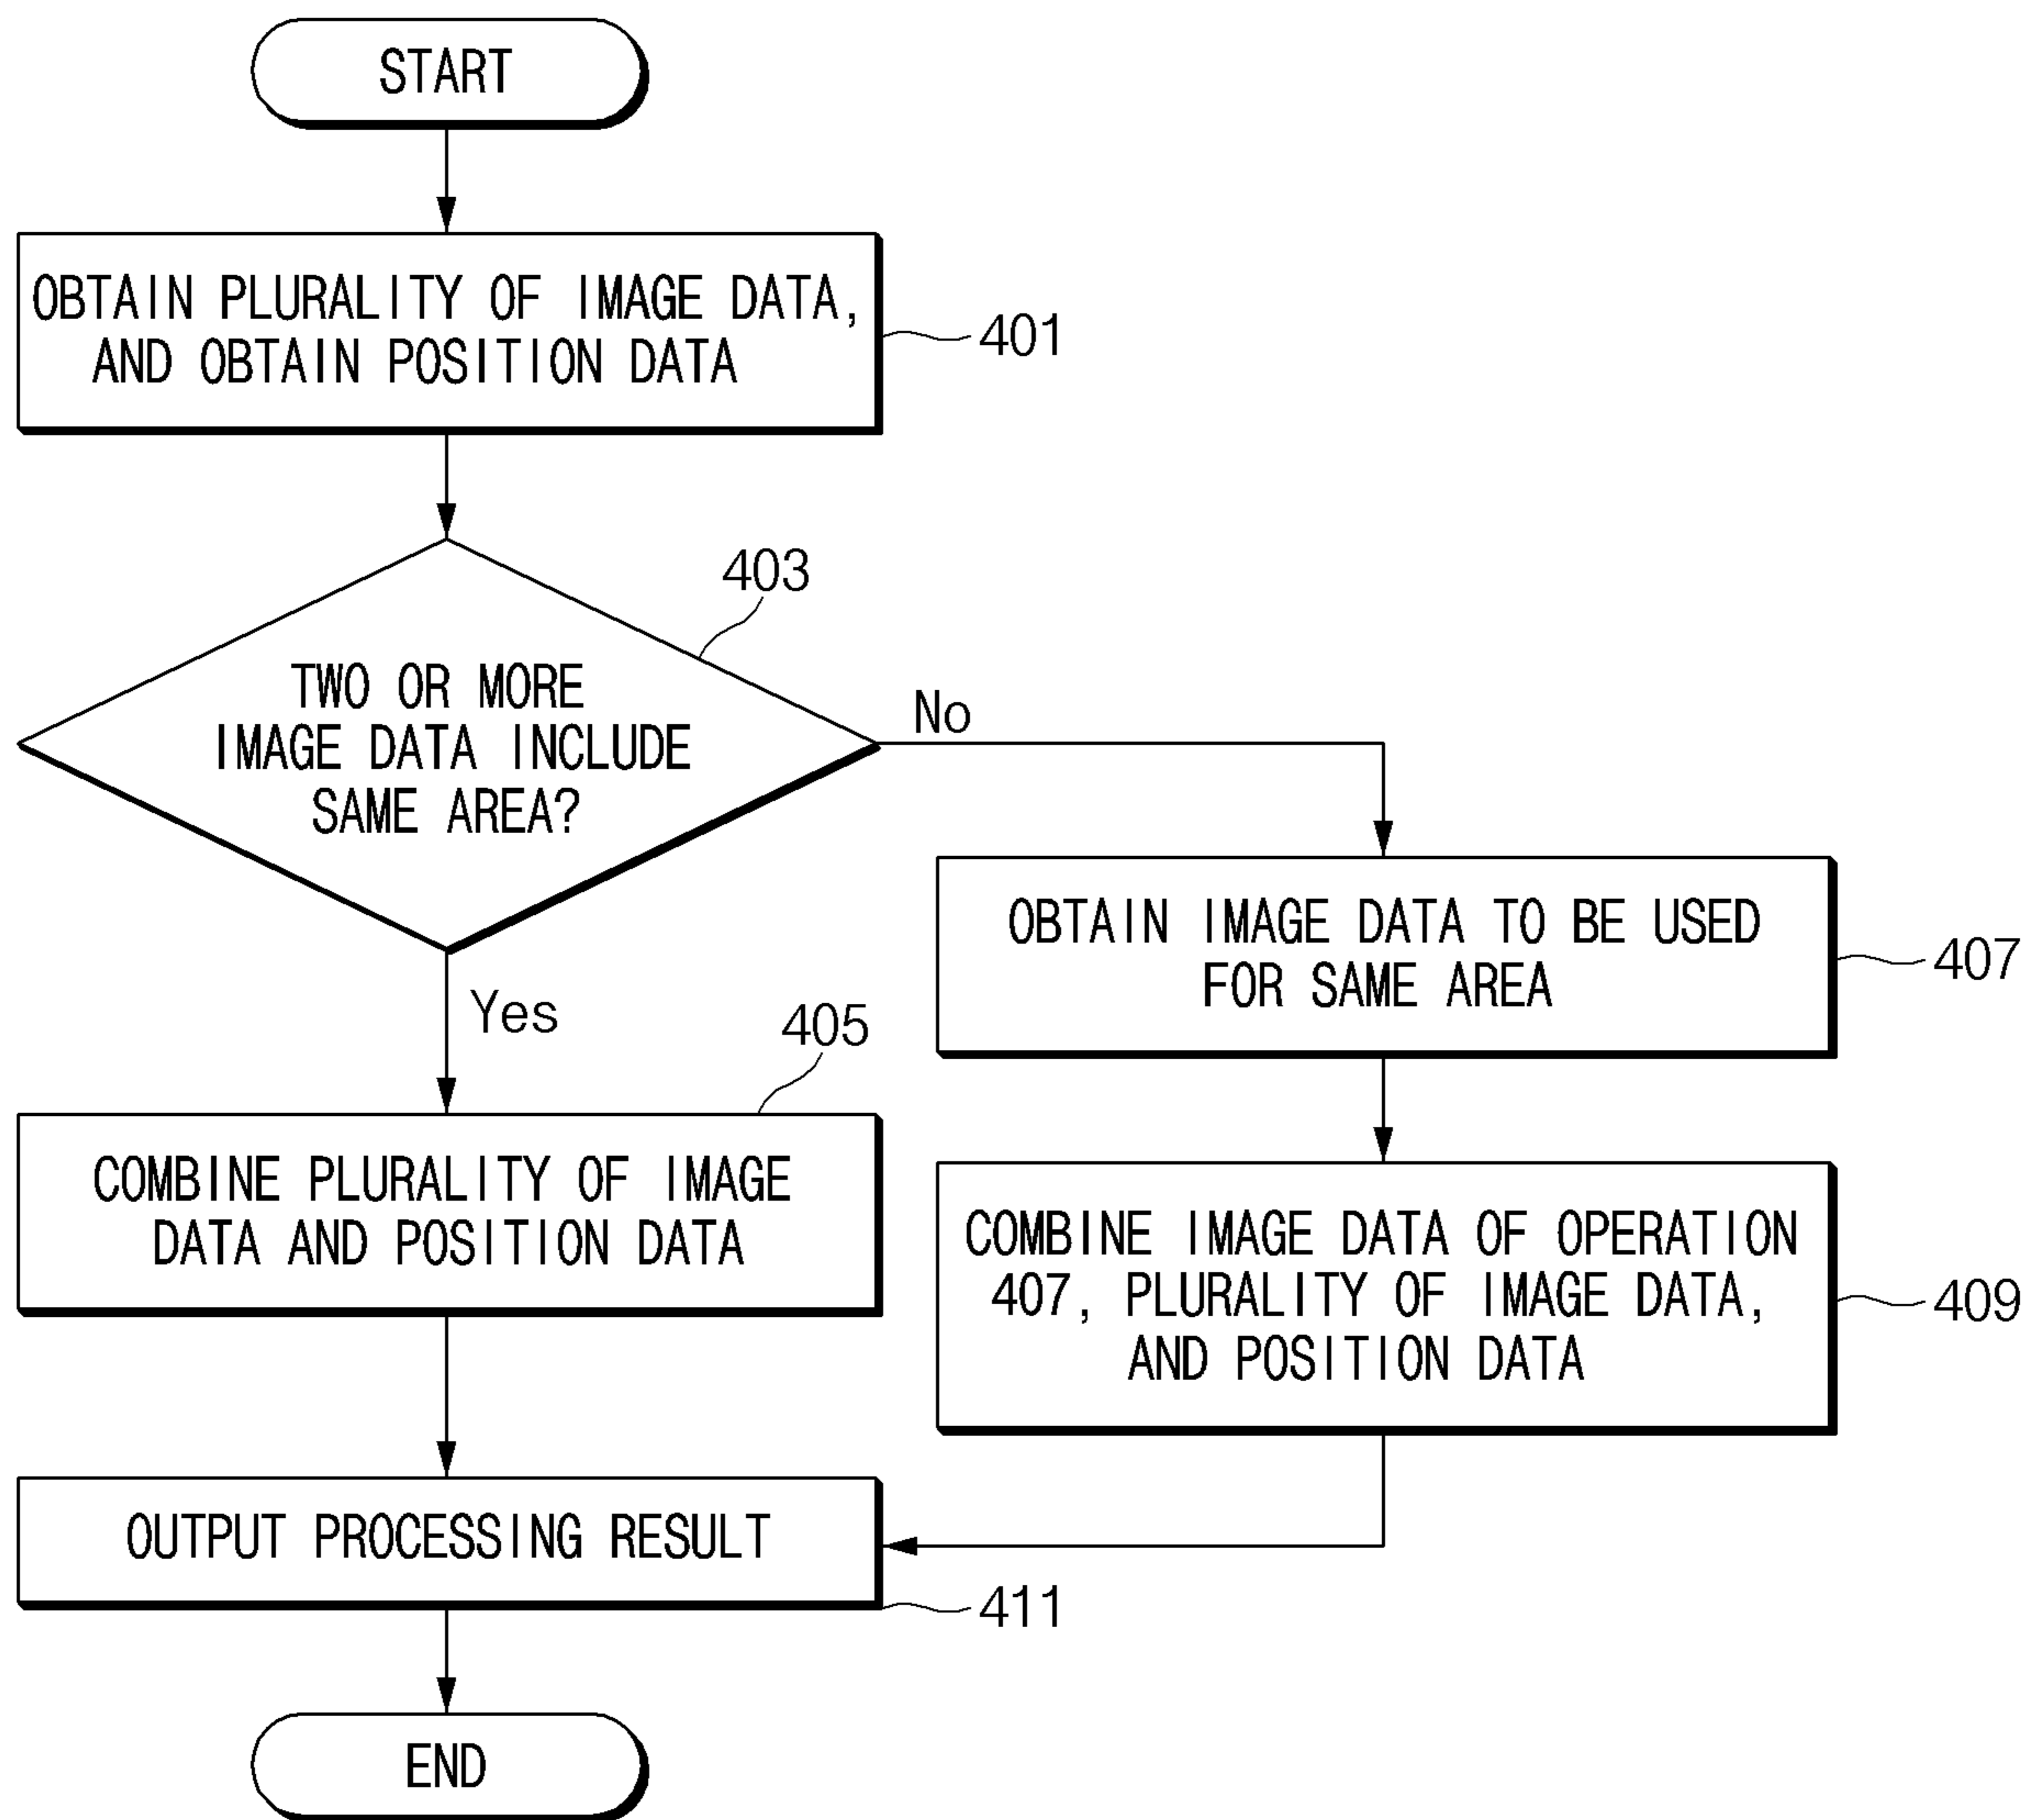 START
OBTAIN PLURALITY OF IMAGE DATA,
AND OBTAIN POSITION DATA
401
403
TWO OR MORE
IMAGE DATA INCLUDE
SAME AREA?
No
Yes
405
COMBINE PLURALITY OF IMAGE
DATA AND POSITION DATA
OBTAIN IMAGE DATA TO BE USED
FOR SAME AREA
407
COMBINE IMAGE DATA OF OPERATION
407, PLURALITY OF IMAGE DATA,
AND POSITION DATA
409
OUTPUT PROCESSING RESULT
411
END